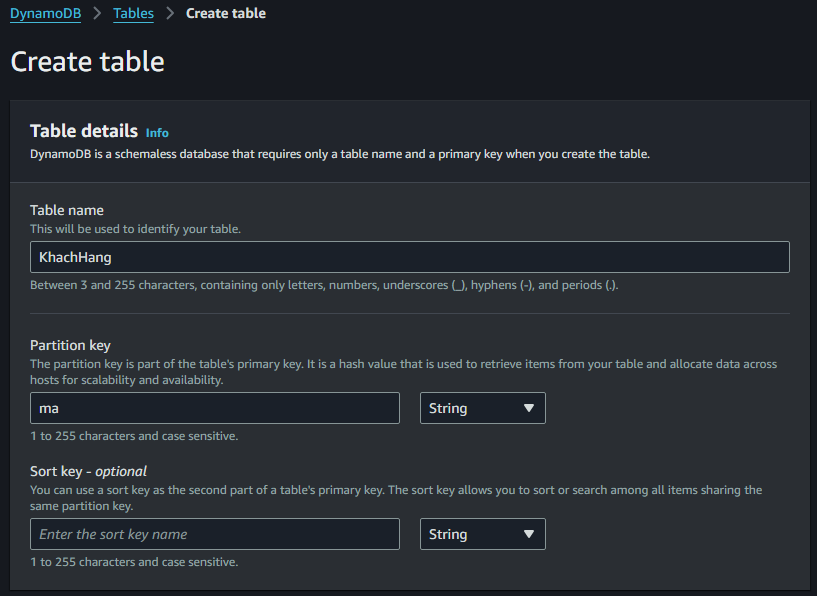 DynamoDB > Tables > Create table
Create table
Table details Info
DynamoDB is a schemaless database that requires only a table name and a primary key when you create the table.
Table name
This will be used to identify your table.
KhachHang
Between 3 and 255 characters, containing only letters, numbers, underscores (_), hyphens (-), and periods (.).
Partition key
The partition key is part of the table's primary key. It is a hash value that is used to retrieve items from your table and allocate data across
hosts for scalability and availability.
ma String
1 to 255 characters and case sensitive.
Sort key - optional
You can use a sort key as the second part of a table's primary key. The sort key allows you to sort or search among all items sharing the
same partition key.
Enter the sort key name String
1 to 255 characters and case sensitive.